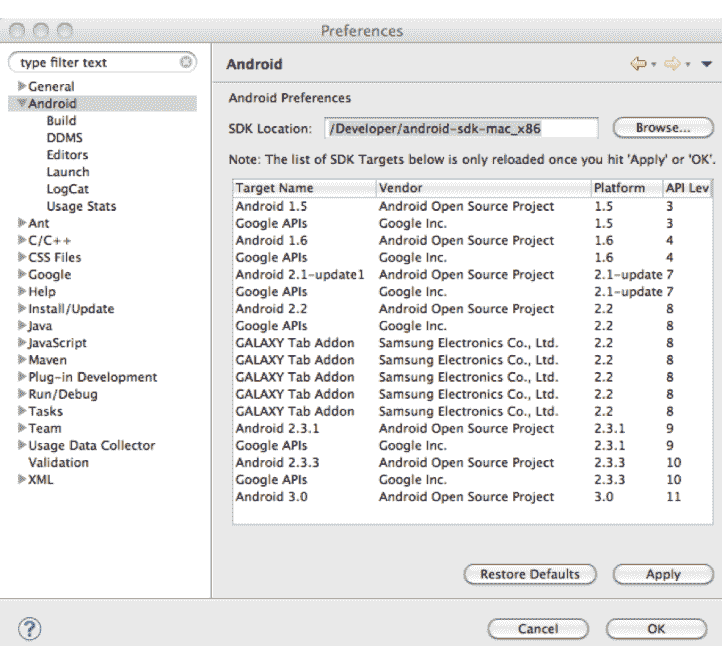 Preferences
type filter text
General
Android
Build
DDMS
Editors
Launch
LogCat
Usage Stats
Ant
C/C++
CSS Files
Google
Help
Install/Update
Java
JavaScript
Maven
Plug-in Development
Run/Debug
Tasks
Team
Usage Data Collector
Validation
XML
Android
Android Preferences
SDK Location: /Developer/android-sdk-mac_x86 Browse...
Note: The list of SDK Targets below is only reloaded once you hit 'Apply' or 'OK'.
Target Name Vendor Platform API Lev
Android 1.5 Android Open Source Project 1.5 3
Google APIs Google Inc. 1.5 3
Android 1.6 Android Open Source Project 1.6 4
Google APIs Google Inc. 1.6 4
Android 2.1-update1 Android Open Source Project 2.1-update 7
Google APIs Google Inc. 2.1-update 7
Android 2.2 Android Open Source Project 2.2 8
Google APIs Google Inc. 2.2 8
GALAXY Tab Addon Samsung Electronics Co., Ltd. 2.2 8
GALAXY Tab Addon Samsung Electronics Co., Ltd. 2.2 8
GALAXY Tab Addon Samsung Electronics Co., Ltd. 2.2 8
GALAXY Tab Addon Samsung Electronics Co., Ltd. 2.2 8
GALAXY Tab Addon Samsung Electronics Co., Ltd. 2.2 8
Android 2.3.1 Android Open Source Project 2.3.1 9
Google APIs Google Inc. 2.3.1 9
Android 2.3.3 Android Open Source Project 2.3.3 10
Google APIs Google Inc. 2.3.3 10
Android 3.0 Android Open Source Project 3.0 11
Restore Defaults Apply
? Cancel OK